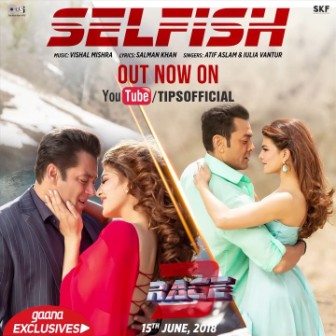 TIPS
SKF
SELFISH
MUSIC: VISHAL MISHRA LYRICS: SALMAN KHAN SINGERS: ATIF ASLAM & IULIA VANTUR
OUT NOW ON
YouTube/TIPSOFFICIAL
RACE
3
gaana
EXCLUSIVES
15TH JUNE, 2018